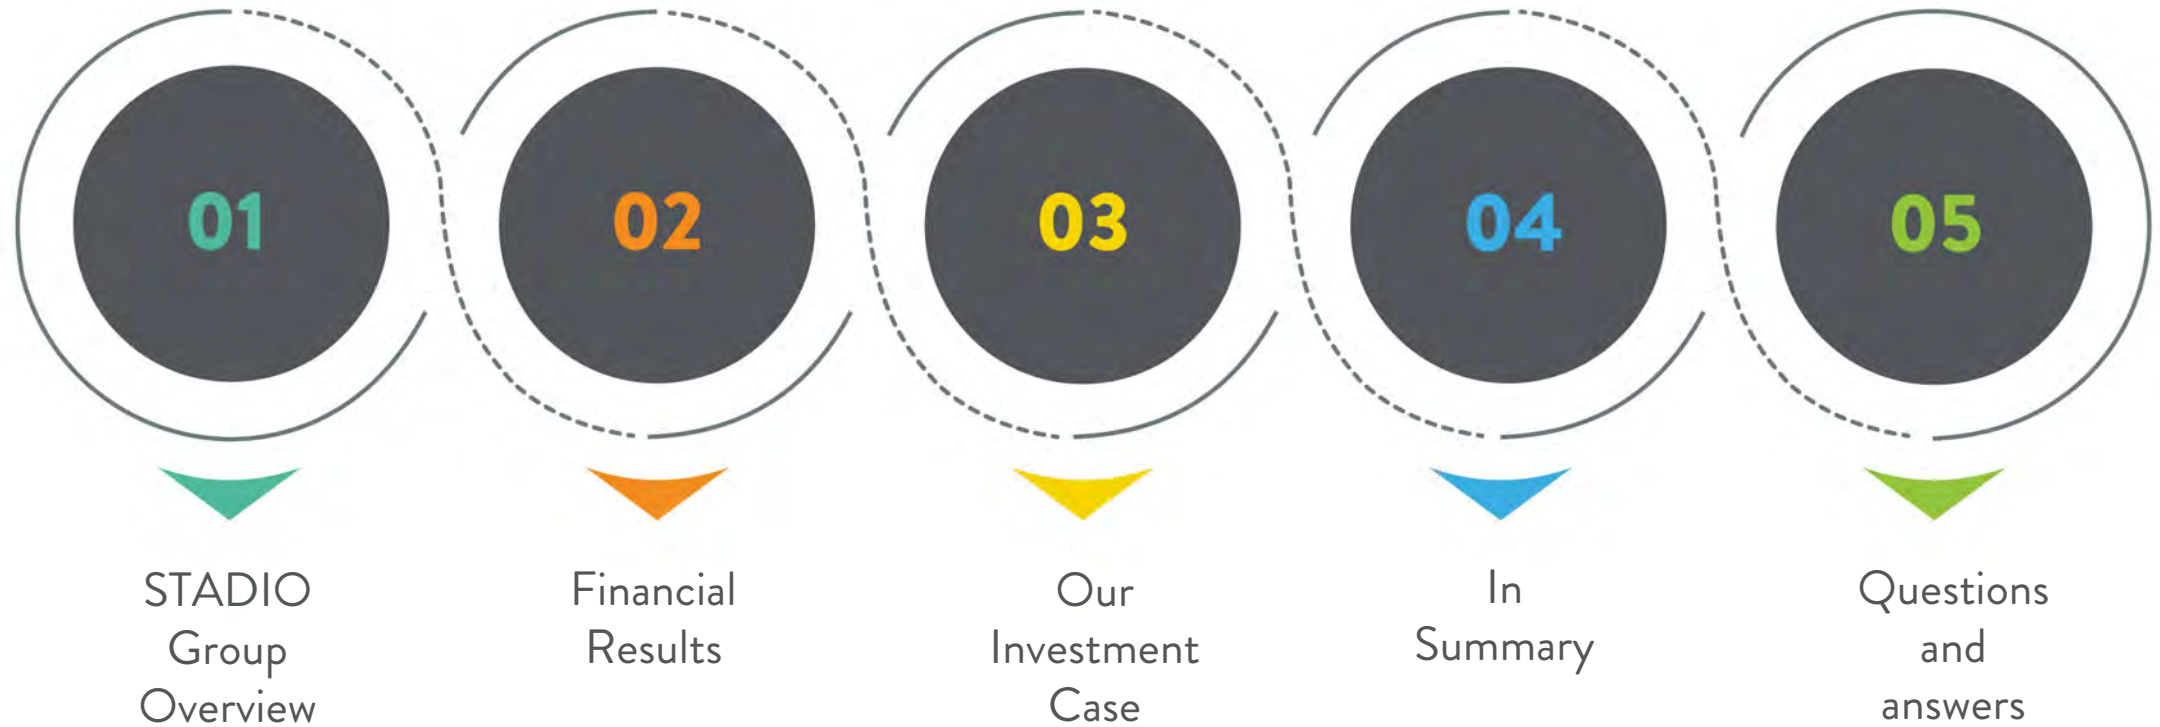 01
STADIO
Group
Overview
02
Financial
Results
03
Our
Investment
Case
04
In
Summary
05
Questions
and
answers